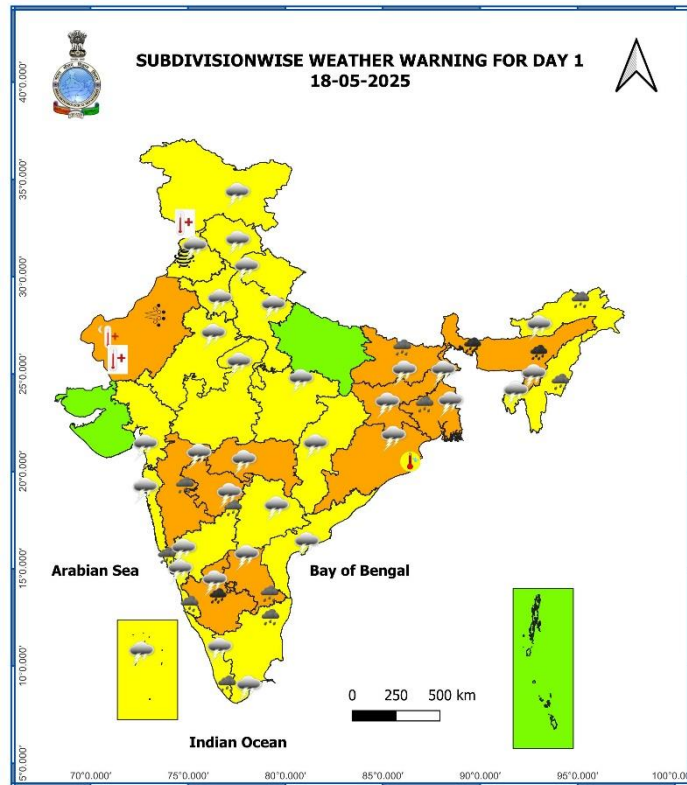 SUBDIVISIONWISE WEATHER WARNING FOR DAY 1
18-05-2025
40°0.000'
35°0.000'
30°0.000'
25°0.000'
20°0.000'
15°0.000'
10°0.000'
5°0.000'
Arabian Sea
Bay of Bengal
0 250 500 km
Indian Ocean
70°0.000' 75°0.000' 80°0.000' 85°0.000' 90°0.000' 95°0.000'